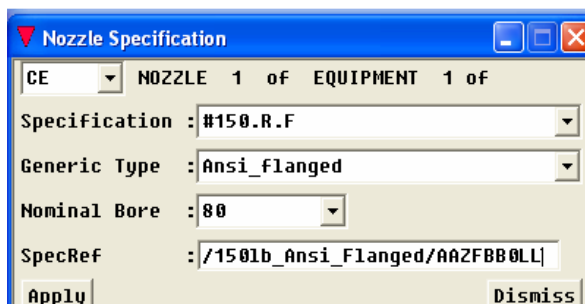 Nozzle Specification
CE NOZZLE 1 of EQUIPMENT 1 of
Specification :#150.R.F
Generic Type :Ansi_flanged
Nominal Bore :80
SpecRef :/150lb_Ansi_Flanged/AAZFBB0LL
Apply Dismiss